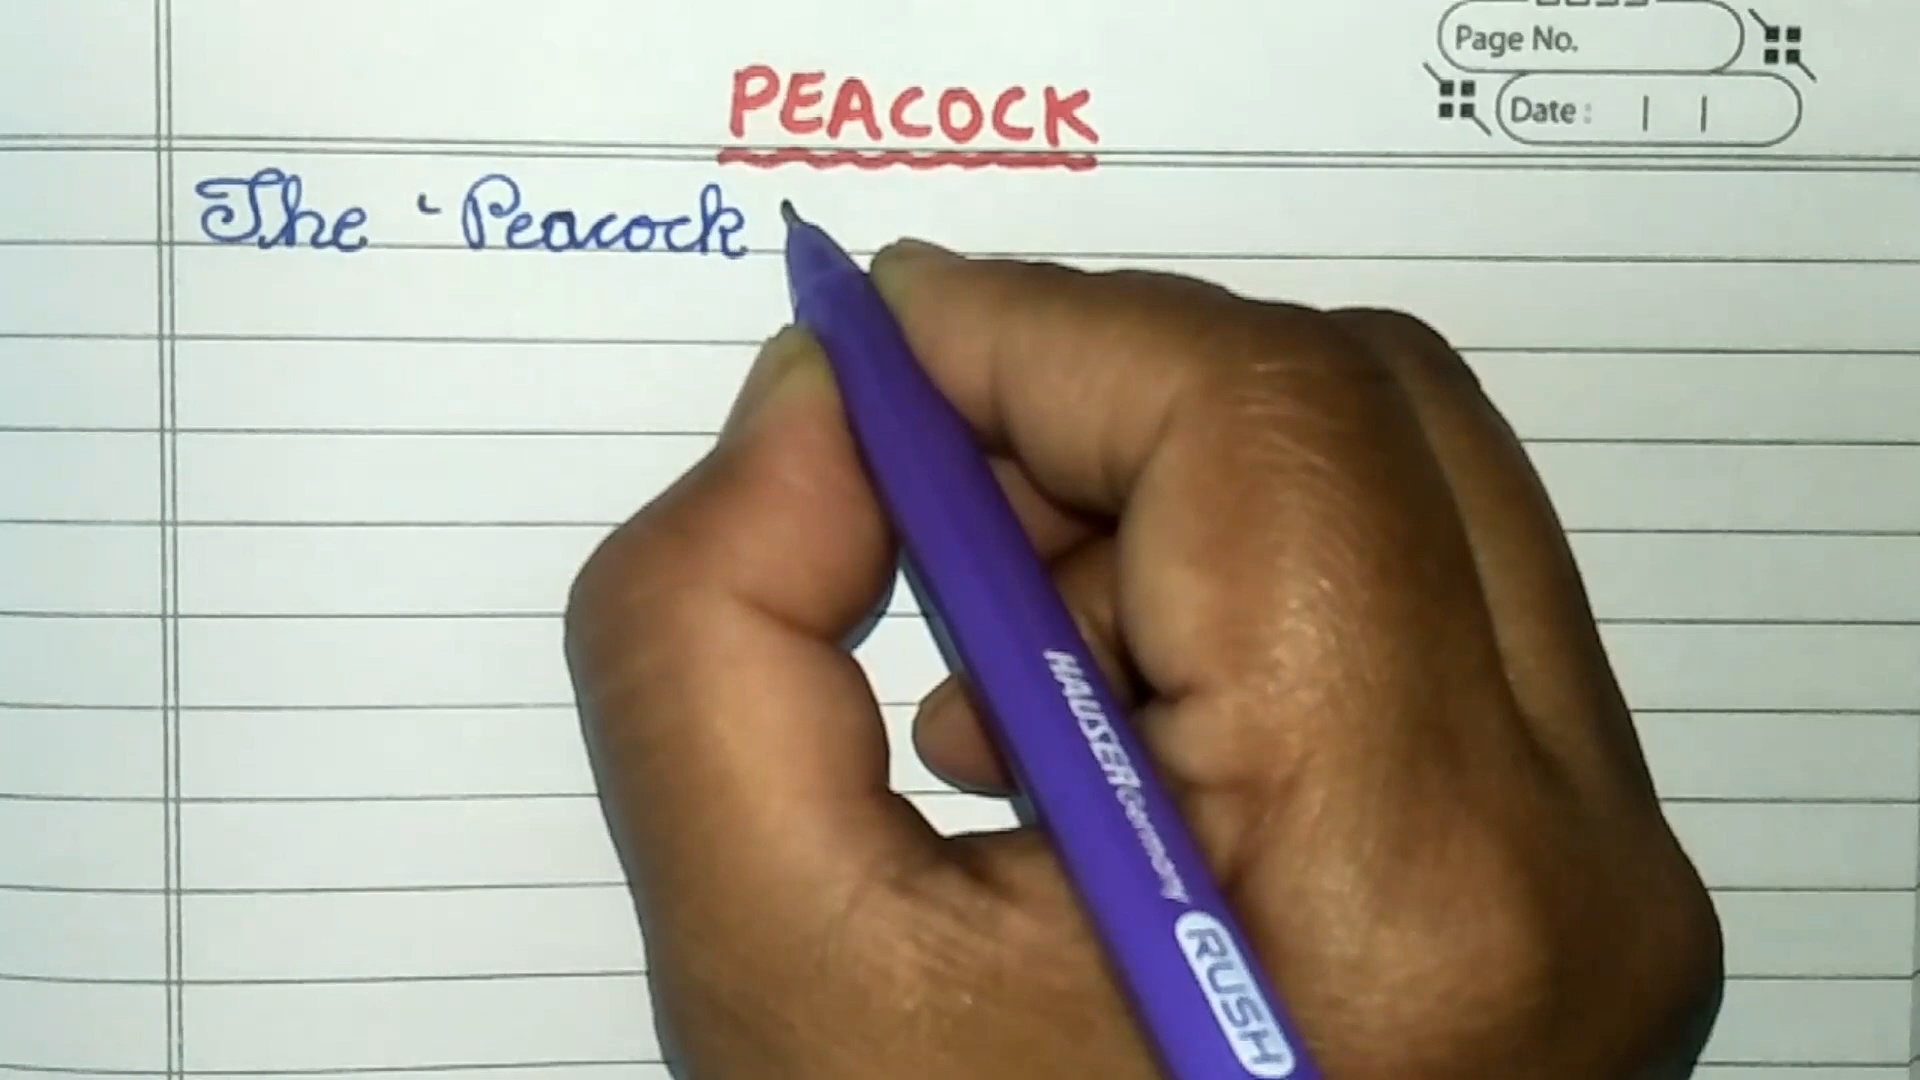 Page No.
Date :
PEACOCK
The ‘Peacock
HAUSER Germany
RUSH